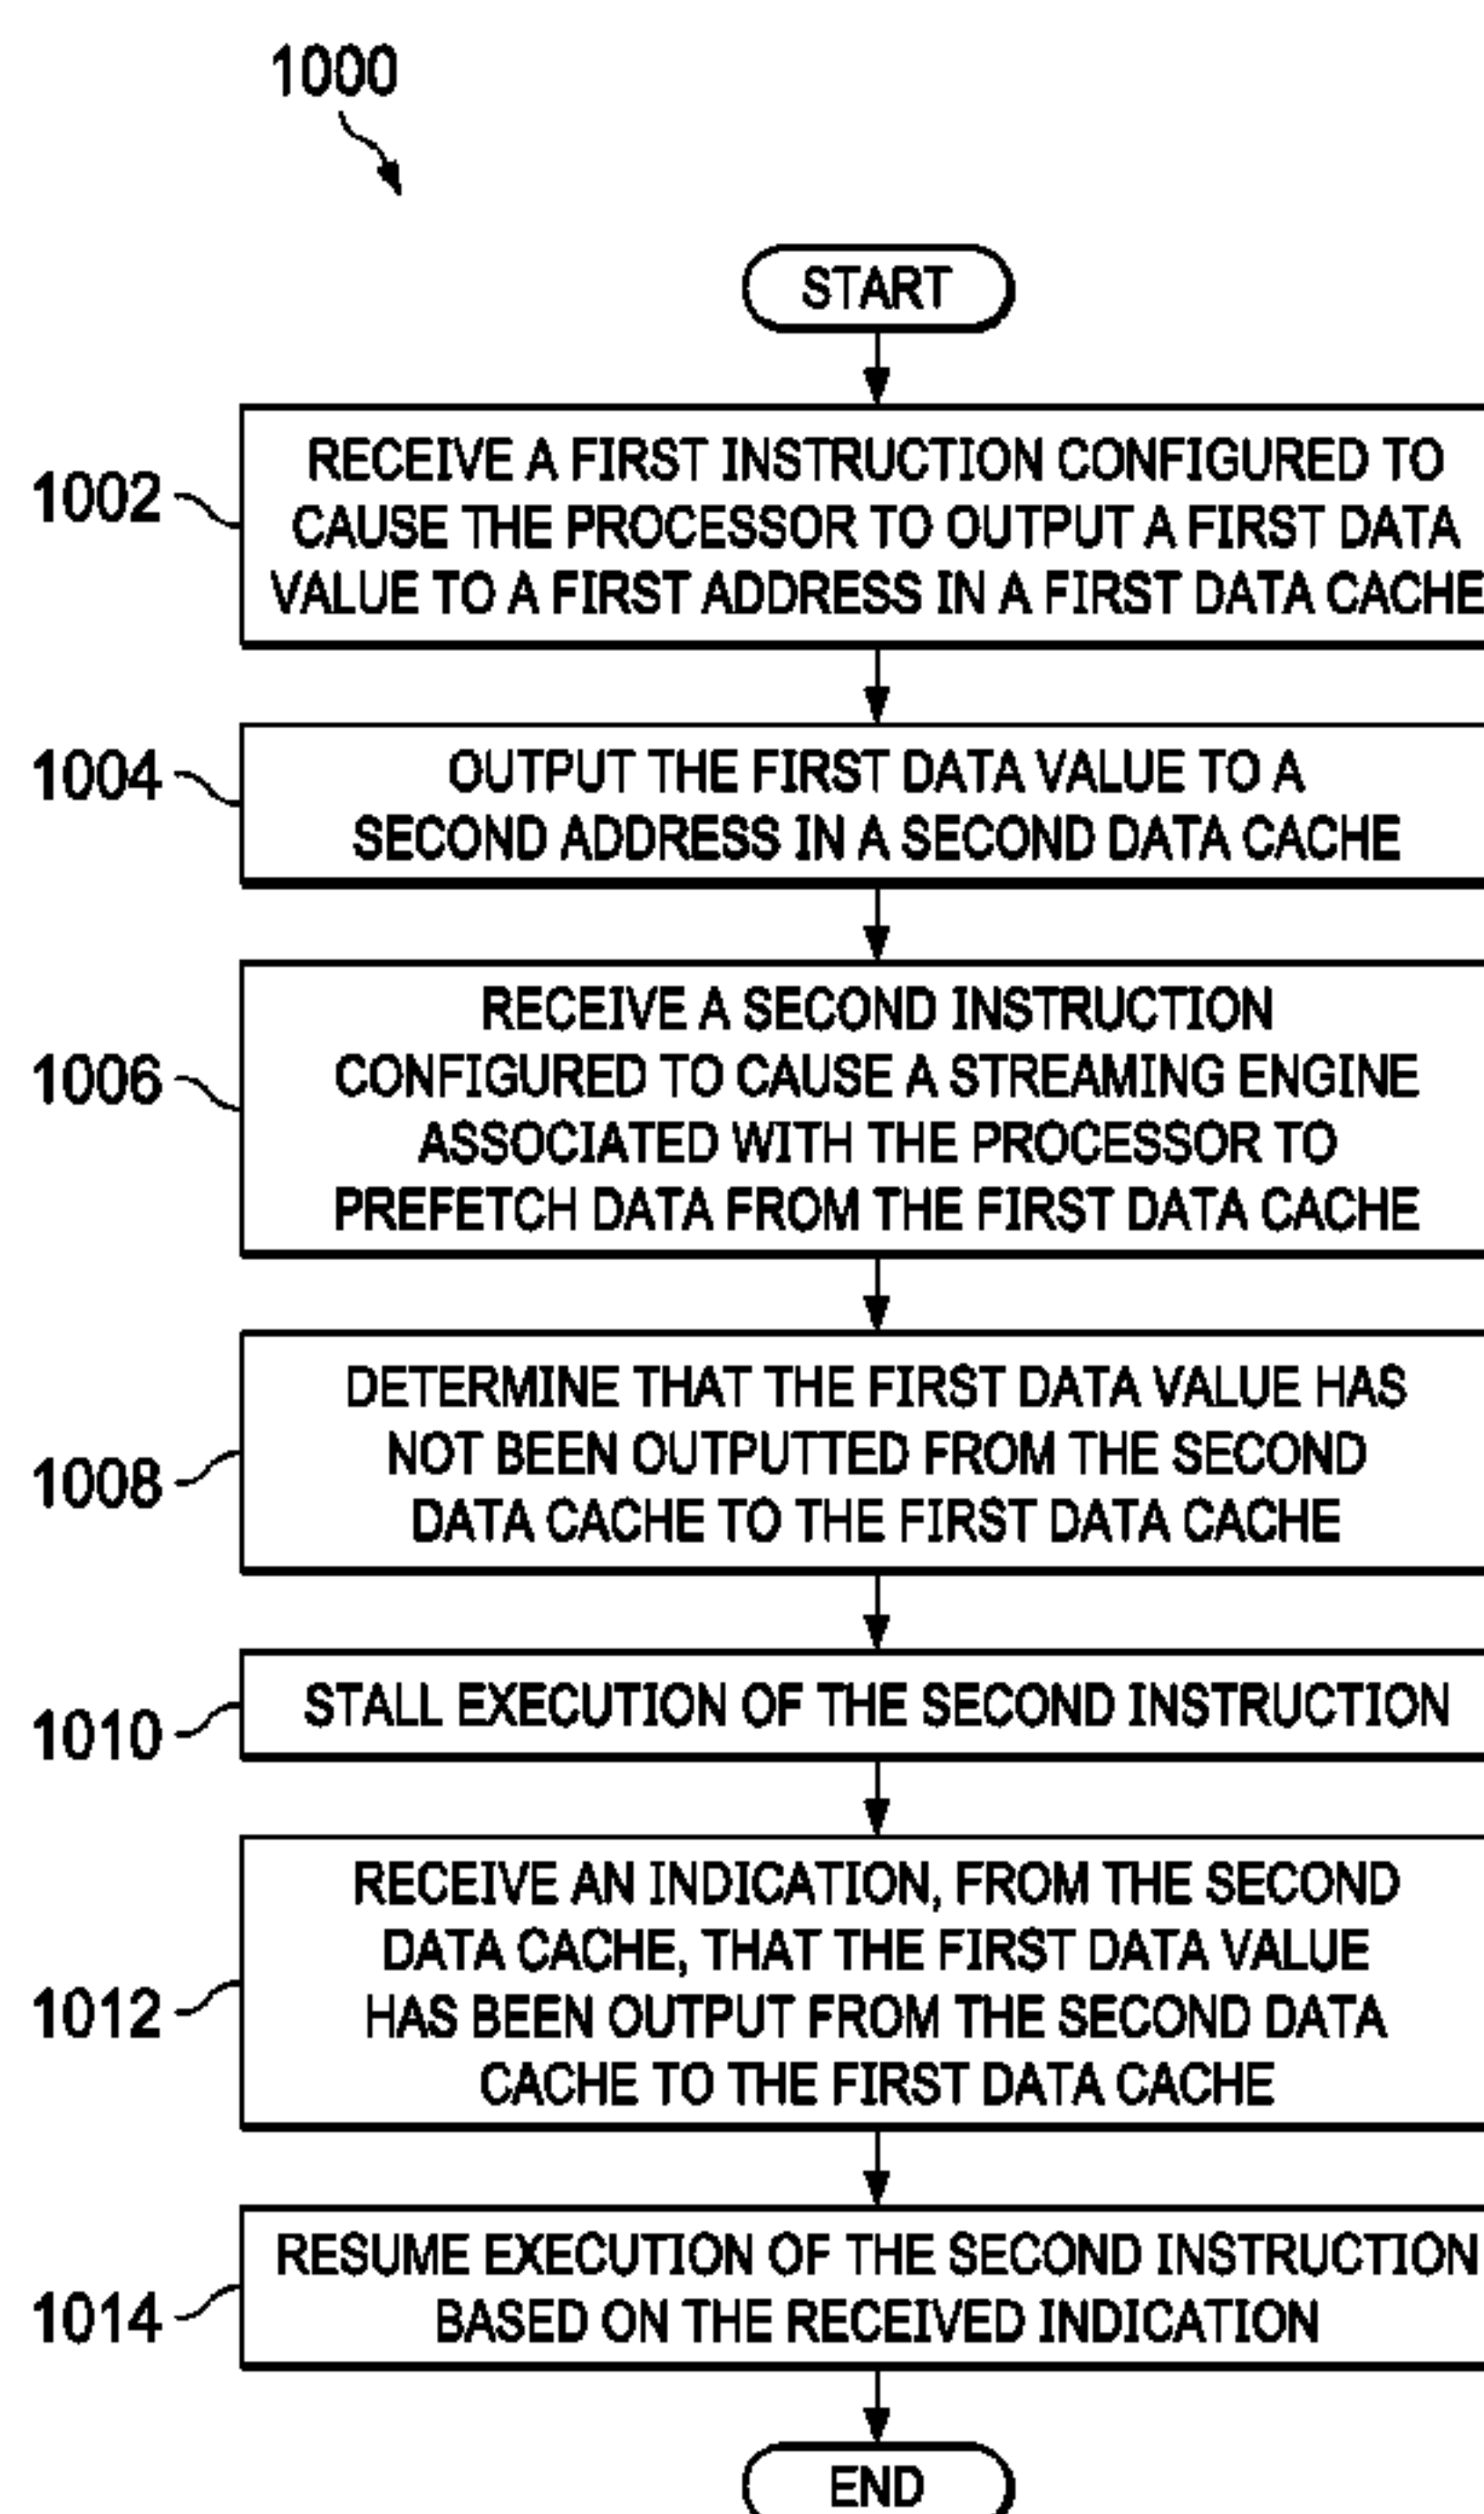 1000
START
1002
RECEIVE A FIRST INSTRUCTION CONFIGURED TO
CAUSE THE PROCESSOR TO OUTPUT A FIRST DATA
VALUE TO A FIRST ADDRESS IN A FIRST DATA CACHE
1004
OUTPUT THE FIRST DATA VALUE TO A
SECOND ADDRESS IN A SECOND DATA CACHE
1006
RECEIVE A SECOND INSTRUCTION
CONFIGURED TO CAUSE A STREAMING ENGINE
ASSOCIATED WITH THE PROCESSOR TO
PREFETCH DATA FROM THE FIRST DATA CACHE
1008
DETERMINE THAT THE FIRST DATA VALUE HAS
NOT BEEN OUTPUTTED FROM THE SECOND
DATA CACHE TO THE FIRST DATA CACHE
1010
STALL EXECUTION OF THE SECOND INSTRUCTION
1012
RECEIVE AN INDICATION, FROM THE SECOND
DATA CACHE, THAT THE FIRST DATA VALUE
HAS BEEN OUTPUT FROM THE SECOND DATA
CACHE TO THE FIRST DATA CACHE
1014
RESUME EXECUTION OF THE SECOND INSTRUCTION
BASED ON THE RECEIVED INDICATION
END